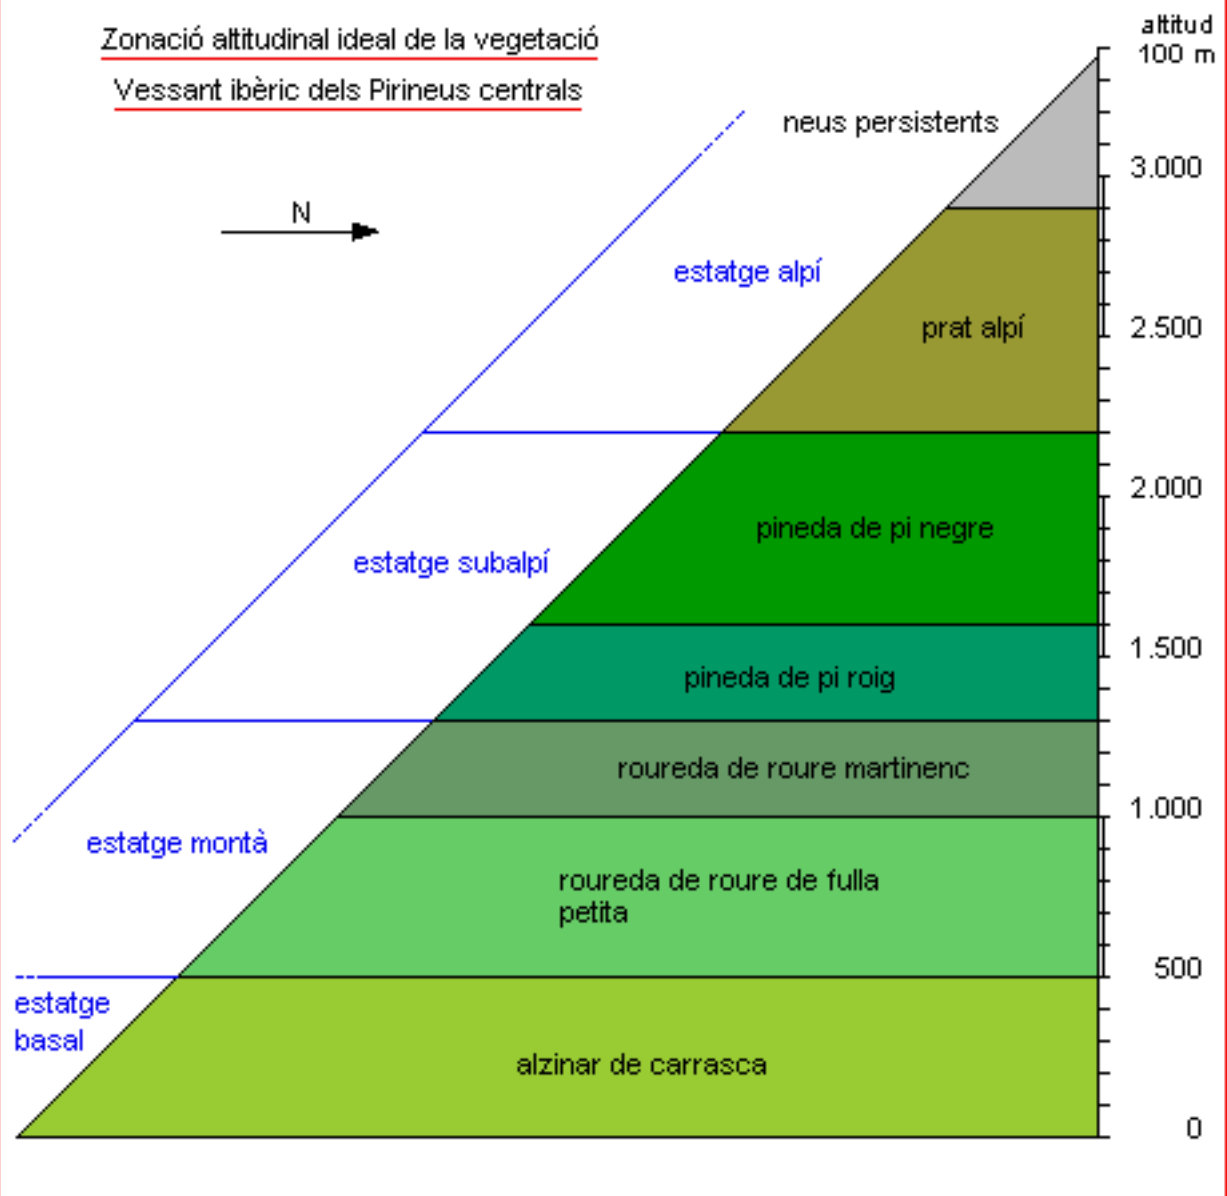 Zonació altitudinal ideal de la vegetació
Vessant ibèric dels Pirineus centrals
altitud
100 m
neus persistents
3.000
N
estatge alpí
prat alpí
2.500
2.000
pineda de pi negre
estatge subalpí
1.500
pineda de pi roig
roureda de roure martinenc
1.000
estatge montà
roureda de roure de fulla
petita
500
estatge
basal
alzinar de carrasca
0